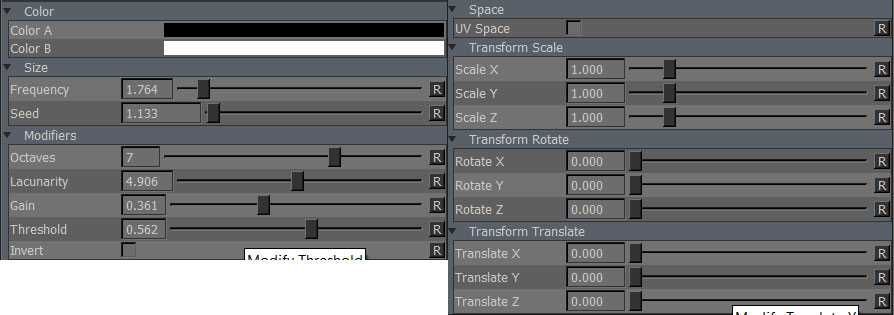 Color
Color A
Color B
Size
Frequency 1.764 R
Seed 1.133 R
Modifiers
Octaves 7 R
Lacunarity 4.906 R
Gain 0.361 R
Threshold 0.562 R
Invert R
Modify Threshold
Space
UV Space R
Transform Scale
Scale X 1.000 R
Scale Y 1.000 R
Scale Z 1.000 R
Transform Rotate
Rotate X 0.000 R
Rotate Y 0.000 R
Rotate Z 0.000 R
Transform Translate
Translate X 0.000 R
Translate Y 0.000 R
Translate Z 0.000 R
Modify Translate